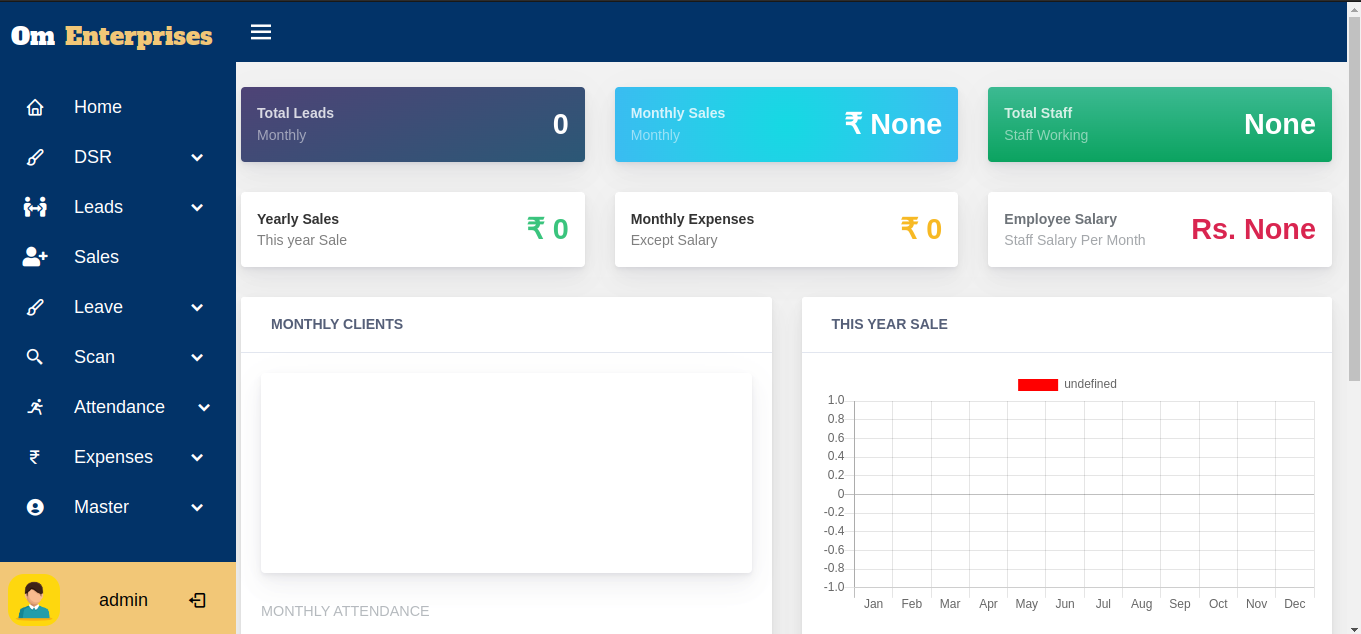 Om Enterprises
Home
DSR
Leads
Sales
Leave
Scan
Attendance
Expenses
Master
admin
Total Leads
Monthly
0
Monthly Sales
Monthly
₹ None
Total Staff
Staff Working
None
Yearly Sales
This year Sale
₹ 0
Monthly Expenses
Except Salary
₹ 0
Employee Salary
Staff Salary Per Month
Rs. None
MONTHLY CLIENTS
MONTHLY ATTENDANCE
THIS YEAR SALE
undefined
1.0
0.8
0.6
0.4
0.2
0
-0.2
-0.4
-0.6
-0.8
-1.0
Jan Feb Mar Apr May Jun Jul Aug Sep Oct Nov Dec